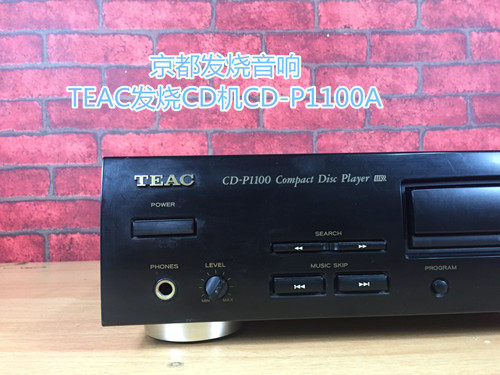 京都发烧音响
TEAC发烧CD机CD-P1100A
TEAC
CD-P1100 Compact Disc Player
POWER
SEARCH
PHONES
LEVEL
MUSIC SKIP
PROGRAM
MIN
MAX